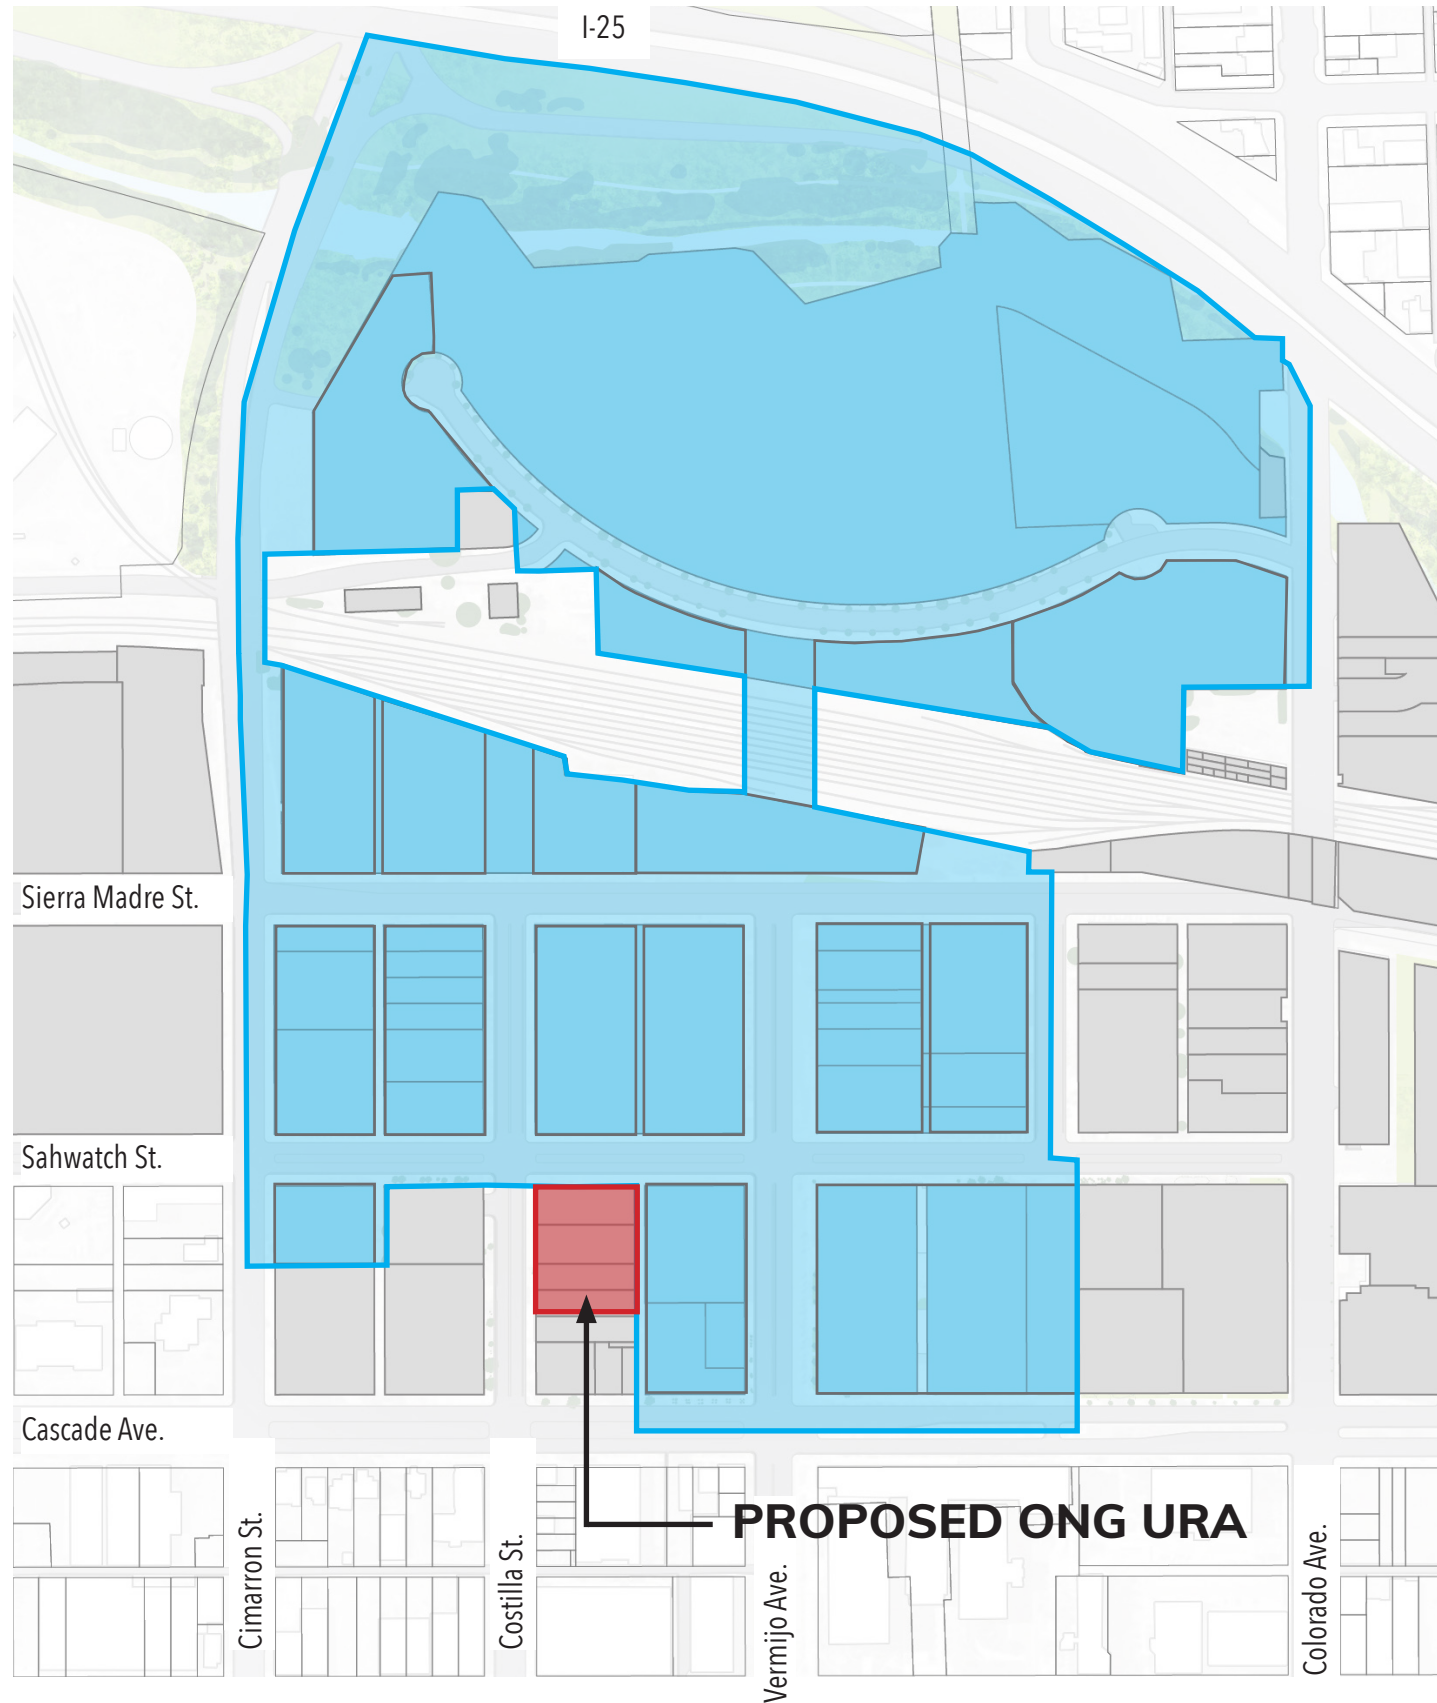 I-25
Sierra Madre St.
Sahwatch St.
Cascade Ave.
PROPOSED ONG URA
Cimarron St.
Costilla St.
Vermijo Ave.
Colorado Ave.